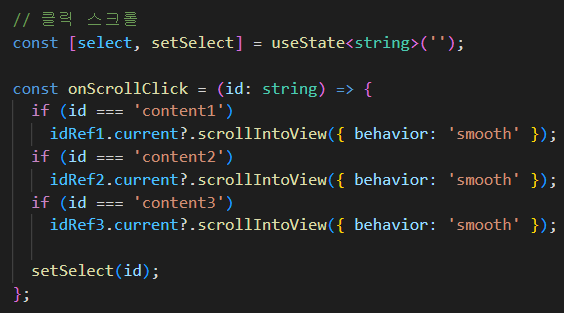 // 클릭 스크롤
const [select, setSelect] = useState<string>('');
const onScrollClick = (id: string) => {
if (id === 'content1')
idRef1.current?.scrollIntoView({ behavior: 'smooth' });
if (id === 'content2')
idRef2.current?.scrollIntoView({ behavior: 'smooth' });
if (id === 'content3')
idRef3.current?.scrollIntoView({ behavior: 'smooth' });
setSelect(id);
};